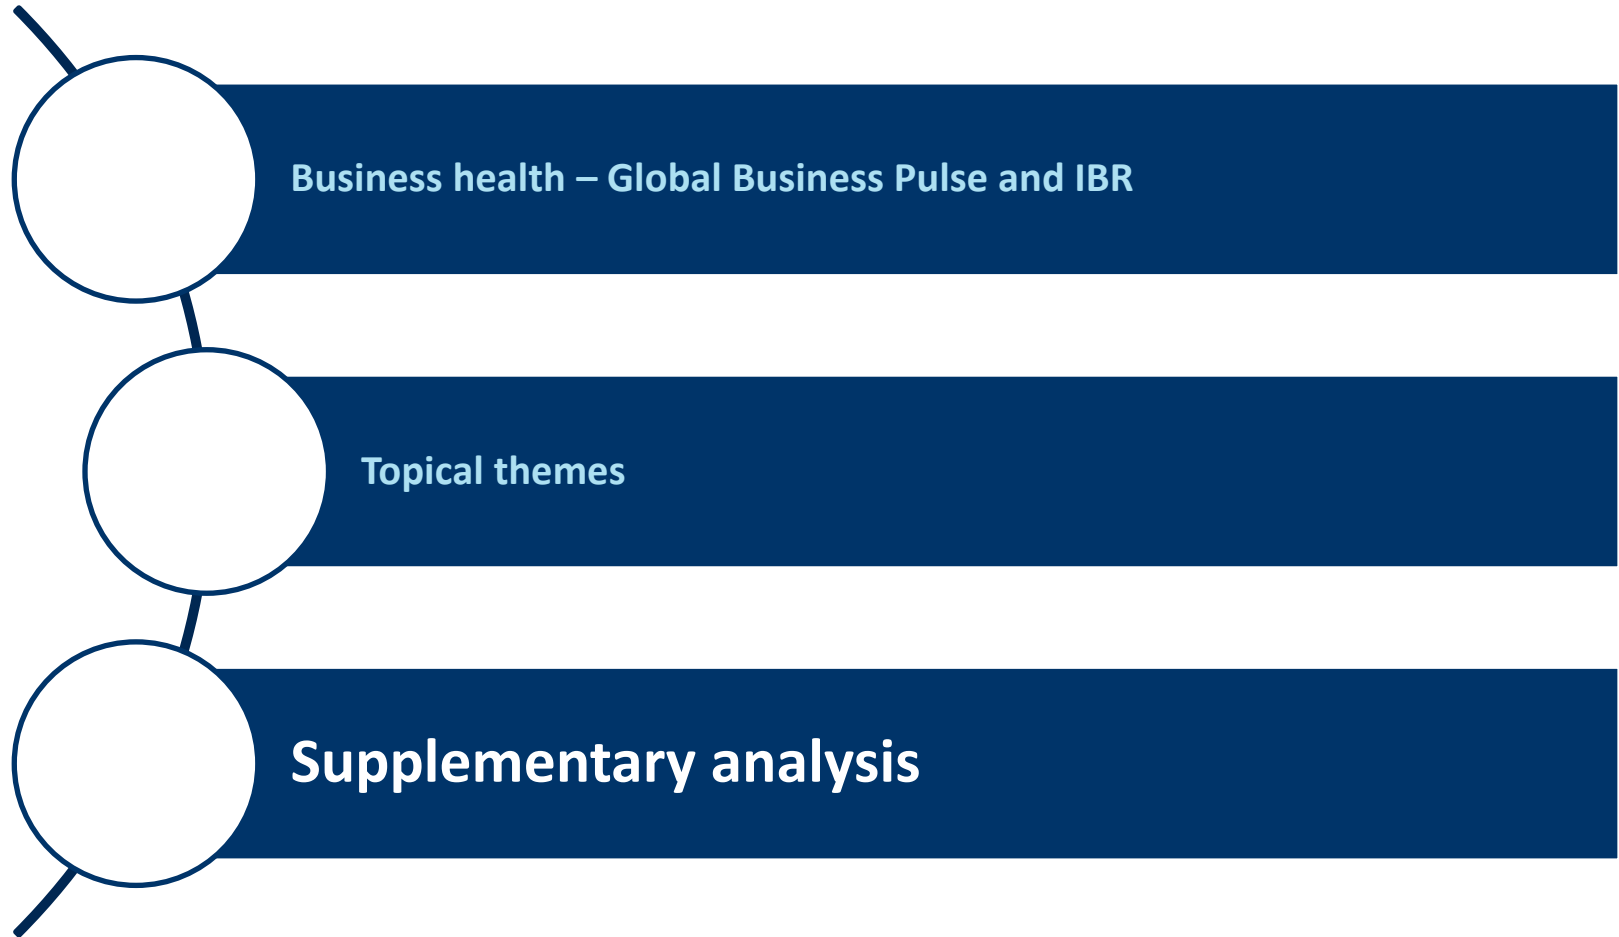 Business health – Global Business Pulse and IBR
Topical themes
Supplementary analysis